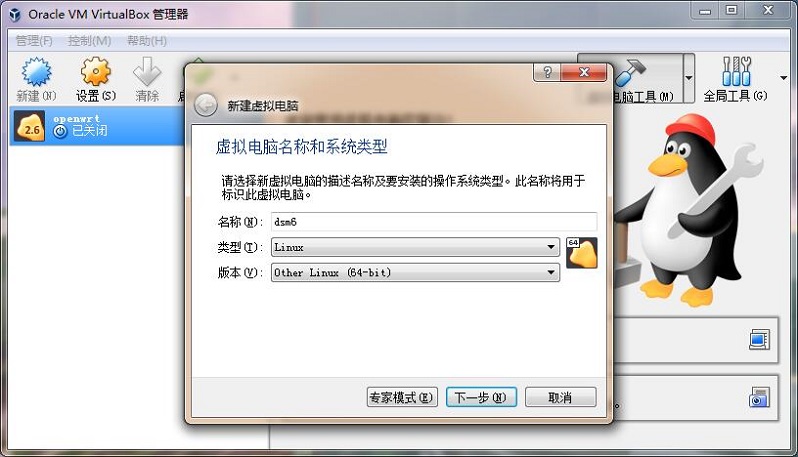 Oracle VM VirtualBox 管理器
管理(F) 控制(M) 帮助(H)
新建(N) 设置(S) 清除
电脑工具(M) 全局工具(G)
2.6
openwrt
已关闭
新建虚拟电脑
虚拟电脑名称和系统类型
请选择新虚拟电脑的描述名称及要安装的操作系统类型。此名称将用于
标识此虚拟电脑。
名称(N): dsm6
类型(T): Linux
64
版本(V): Other Linux (64-bit)
专家模式(E) 下一步(N) 取消